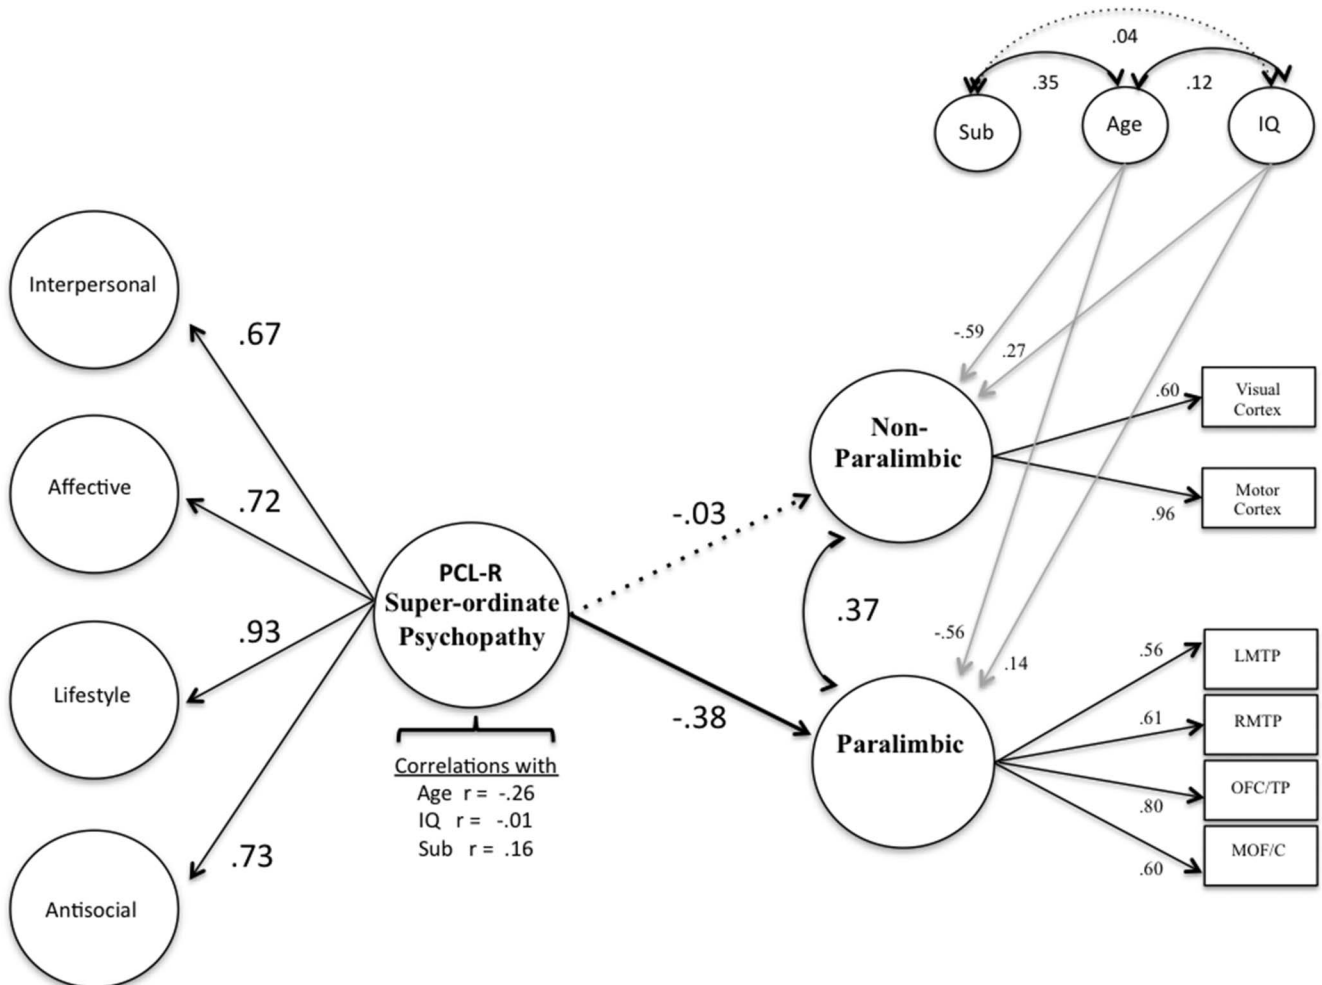 .04
.35
.12
Sub
Age
IQ
Interpersonal
.67
-.59
.27
Non-
Paralimbic
.60
Visual
Cortex
Affective
.72
-.03
.96
Motor
Cortex
PCL-R
Super-ordinate
Psychopathy
.37
Lifestyle
.93
-.38
-.56
.14
Paralimbic
.56
LMTP
.61
RMTP
.80
OFC/TP
.60
MOF/C
Correlations with
Age r = -.26
IQ r = -.01
Sub r = .16
Antisocial
.73